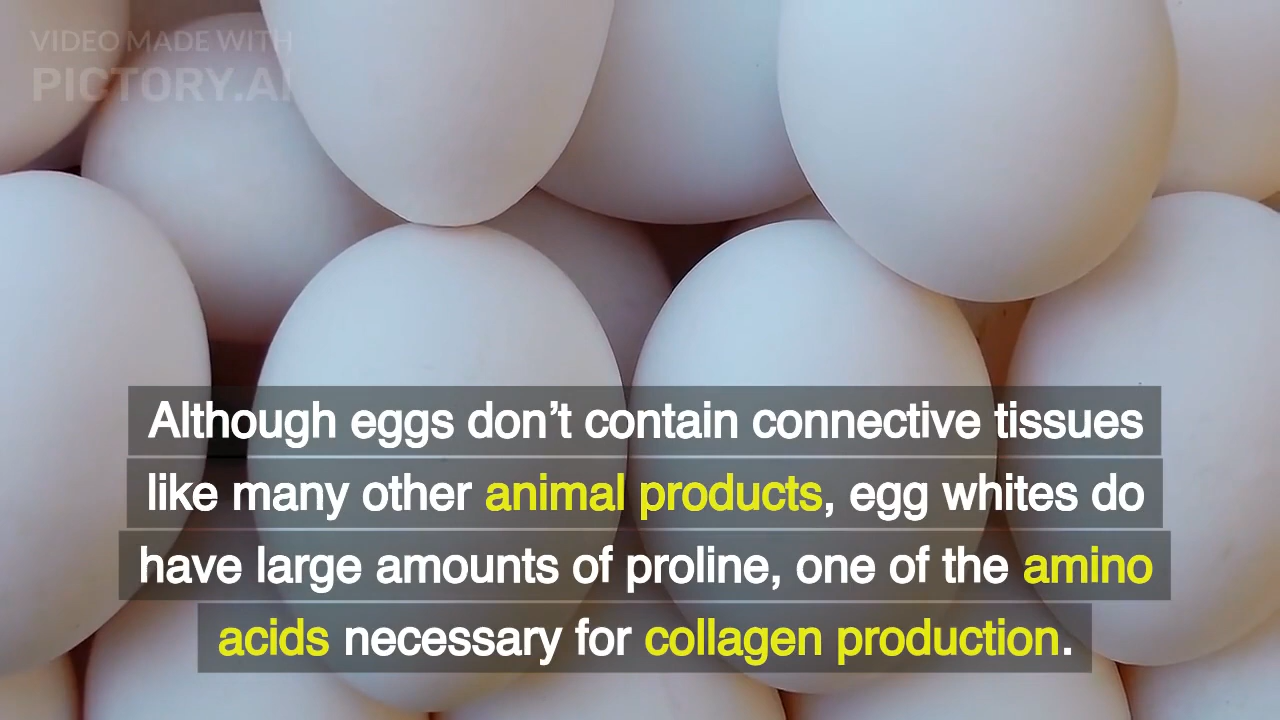 VIDEO MADE WITH
PICTORY.AI
Although eggs don’t contain connective tissues
like many other animal products, egg whites do
have large amounts of proline, one of the amino
acids necessary for collagen production.